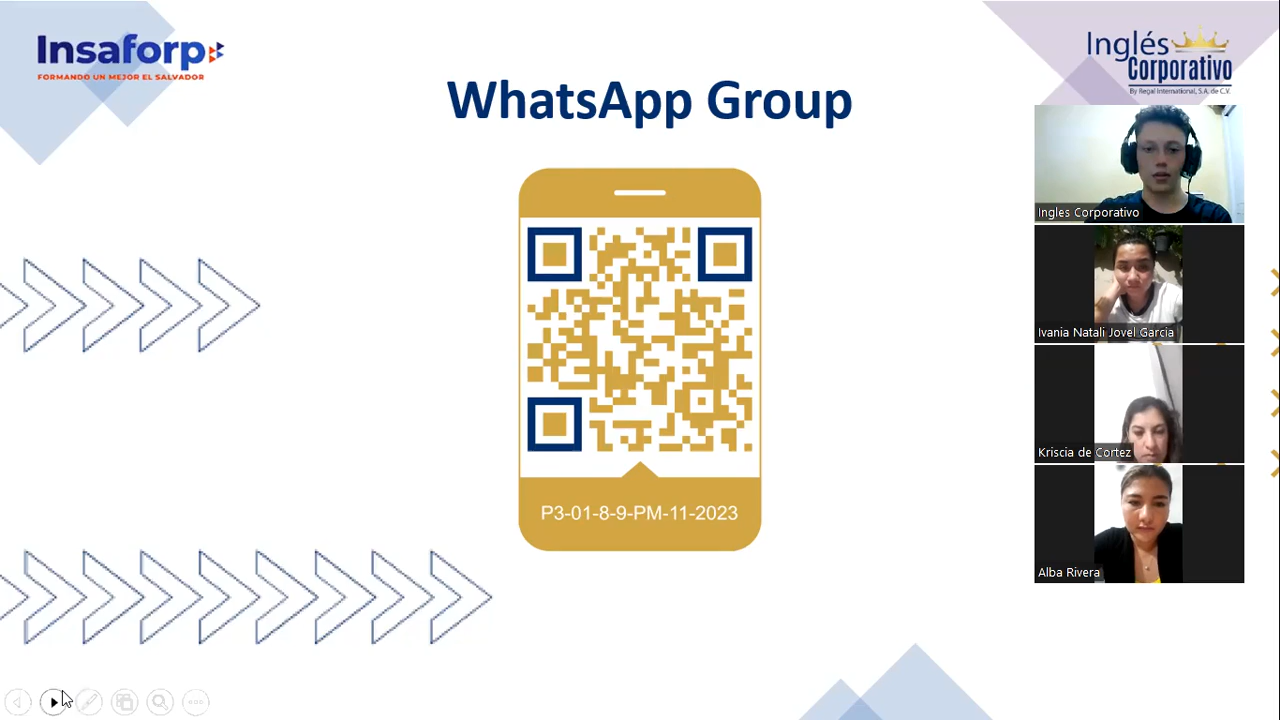 Insaforp
FORMANDO UN MEJOR EL SALVADOR
Inglés
Corporativo
By Regal International, S.A. de C.V.
WhatsApp Group
Ingles Corporativo
Ivania Natali Jovel Garcia
Kriscia de Cortez
P3-01-8-9-PM-11-2023
Alba Rivera